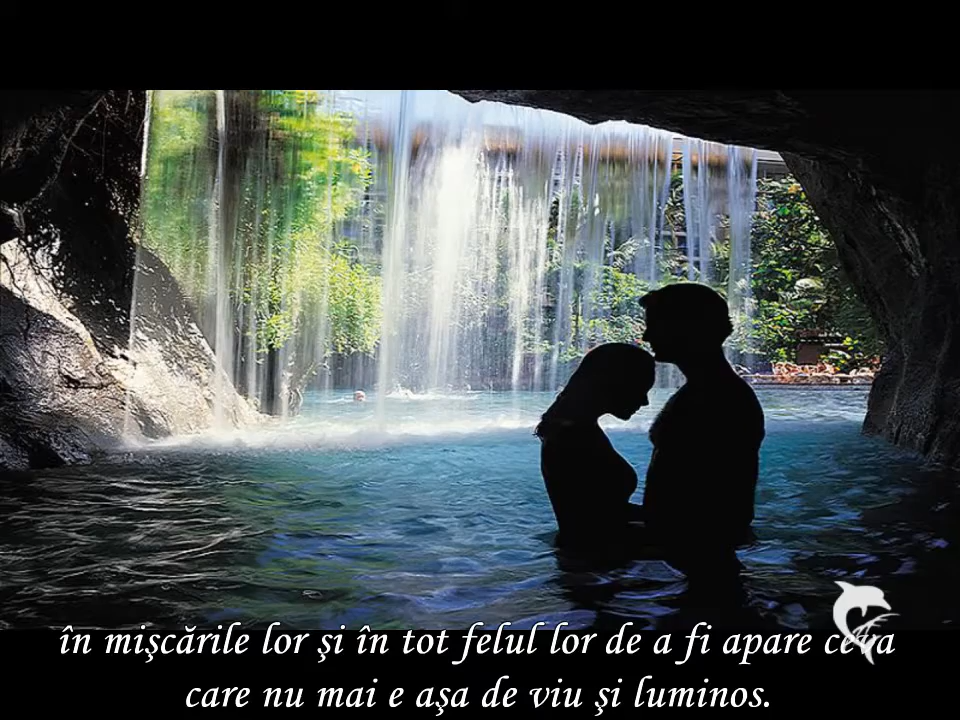 în mişcările lor şi în tot felul lor de a fi apare ceva
care nu mai e aşa de viu şi luminos.